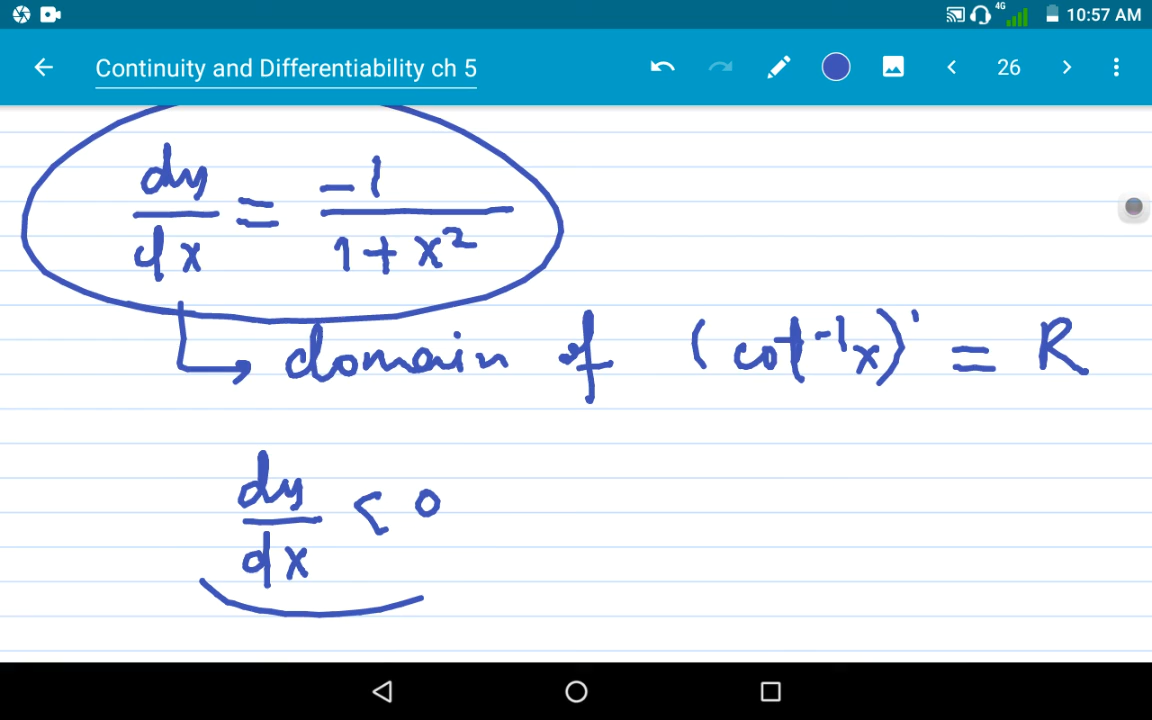 4G 10:57 AM
Continuity and Differentiability ch 5 26
dy/dx = -1/(1 + x²)
domain of (cot⁻¹x)' = R
dy/dx < 0